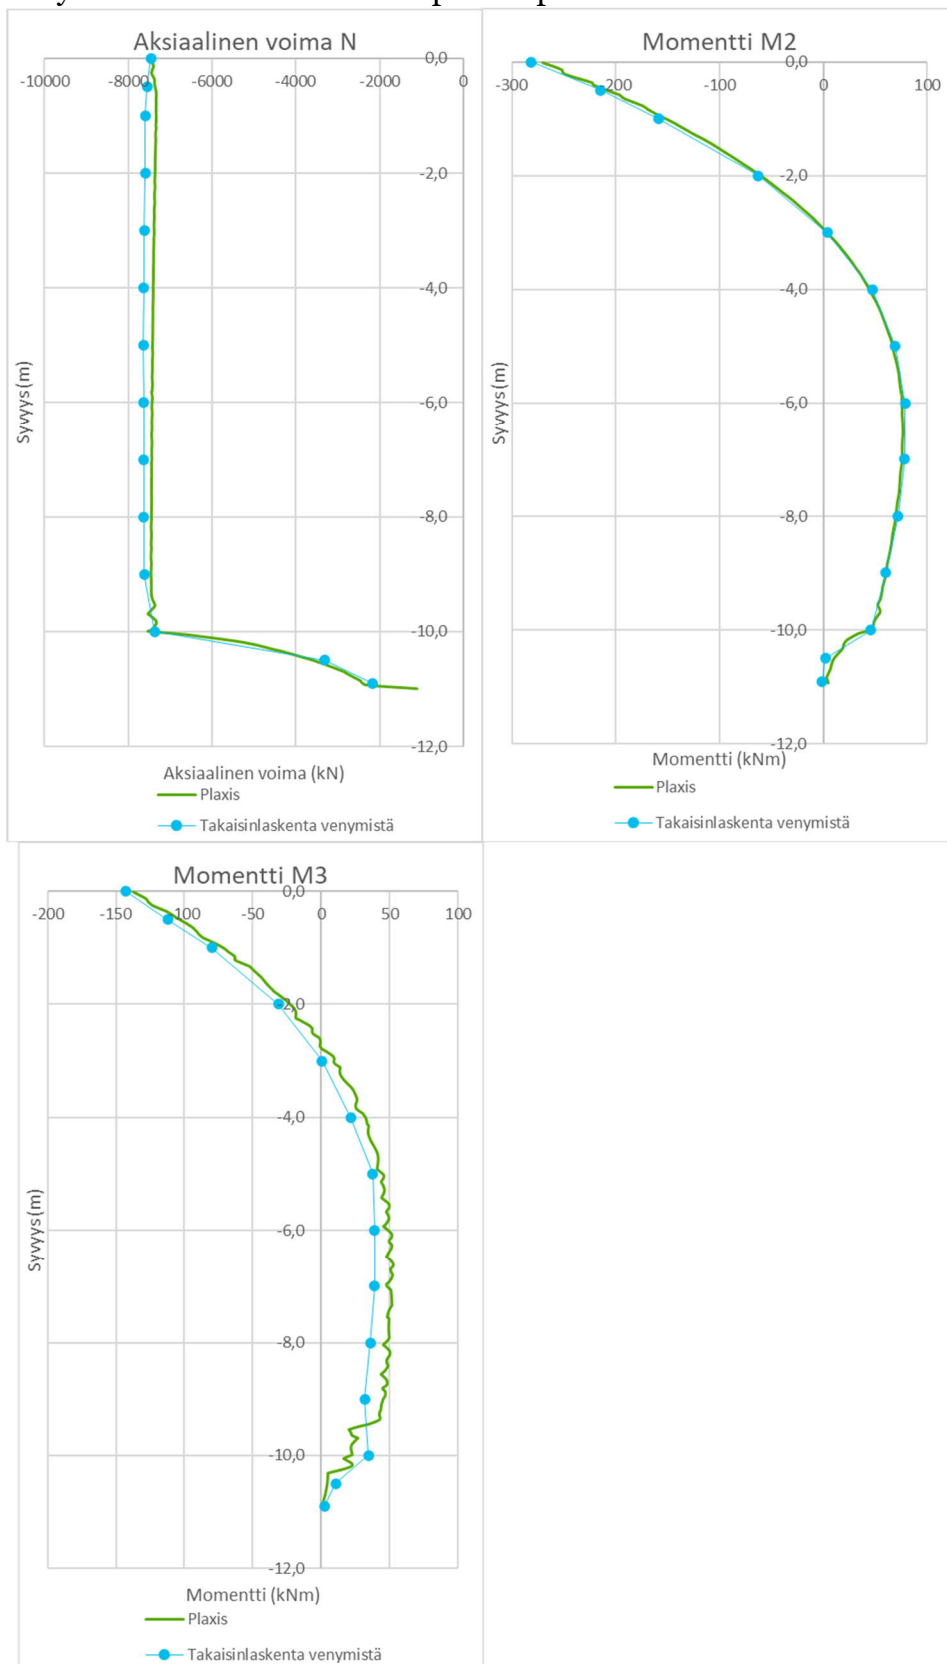 Aksiaalinen voima N
0,0
-10000 -8000 -6000 -4000 -2000 0
-2,0
-4,0
-6,0
-8,0
-10,0
-12,0
Syvyys (m)
Aksiaalinen voima (kN)
Plaxis
Takaisinlaskenta venymistä
Momentti M2
0,0
-300 -200 -100 0 100
-2,0
-4,0
-6,0
-8,0
-10,0
-12,0
Syvyys (m)
Momentti (kNm)
Plaxis
Takaisinlaskenta venymistä
Momentti M3
0,0
-200 -150 -100 -50 0 50 100
-2,0
-4,0
-6,0
-8,0
-10,0
-12,0
Syvyys (m)
Momentti (kNm)
Plaxis
Takaisinlaskenta venymistä